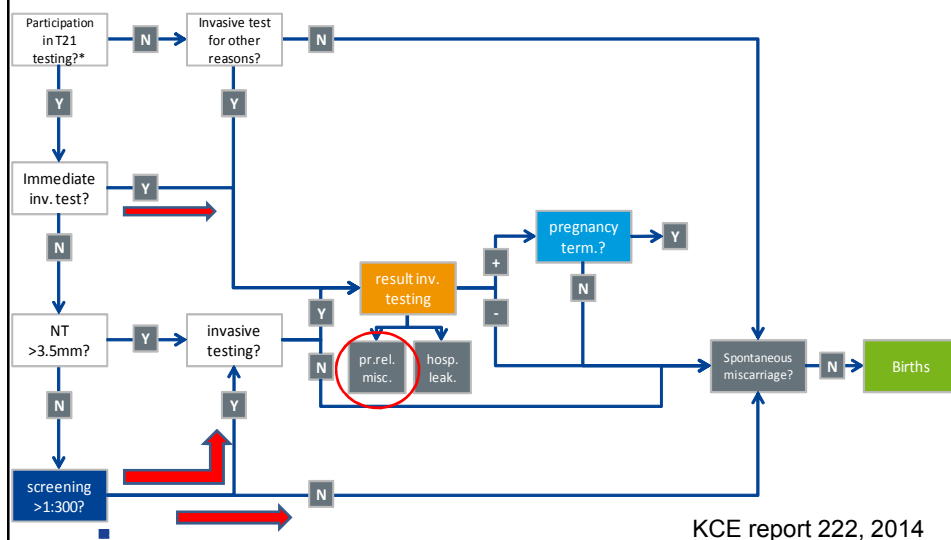 Participation
in T21
testing?*
N
Invasive test
for other
reasons?
N
Y
Y
Immediate
inv. test?
Y
N
pregnancy
term.?
Y
+
result inv.
testing
N
-
Y
NT
>3.5mm?
Y
invasive
testing?
N
pr.rel.
misc.
hosp.
leak.
Spontaneous
miscarriage?
N
Births
N
Y
screening
>1:300?
N
KCE report 222, 2014